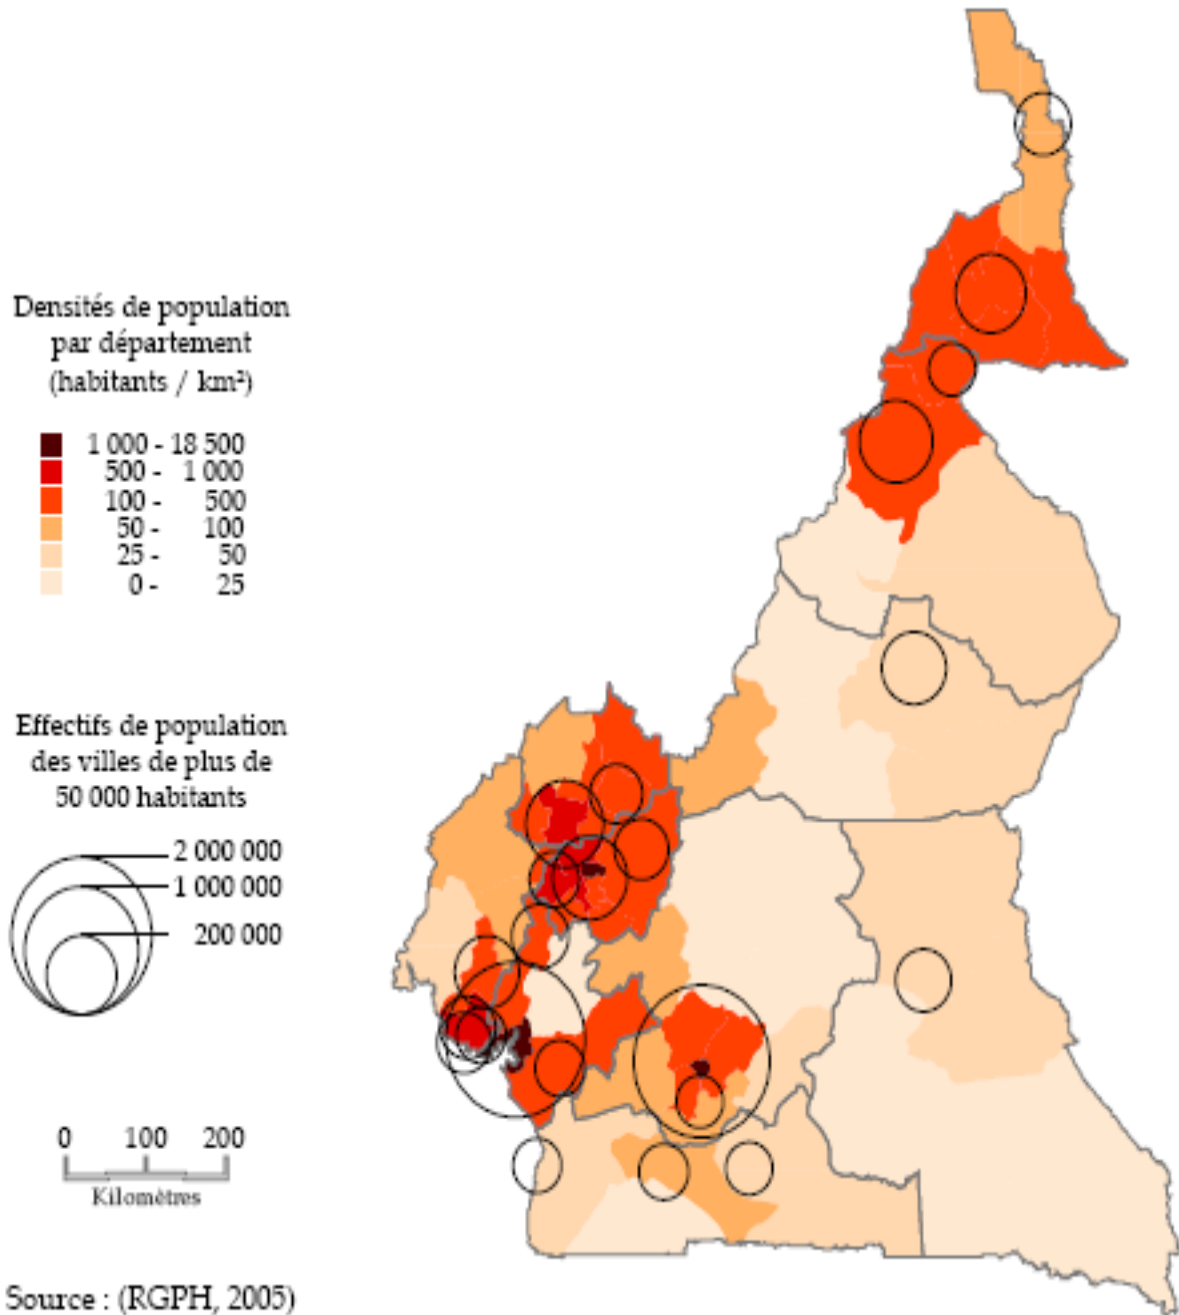 Densités de population
par département
(habitants / km²)
1 000 - 18 500
500 - 1 000
100 - 500
50 - 100
25 - 50
0 - 25
Effectifs de population
des villes de plus de
50 000 habitants
2 000 000
1 000 000
200 000
0 100 200
Kilomètres
Source : (RGPH, 2005)